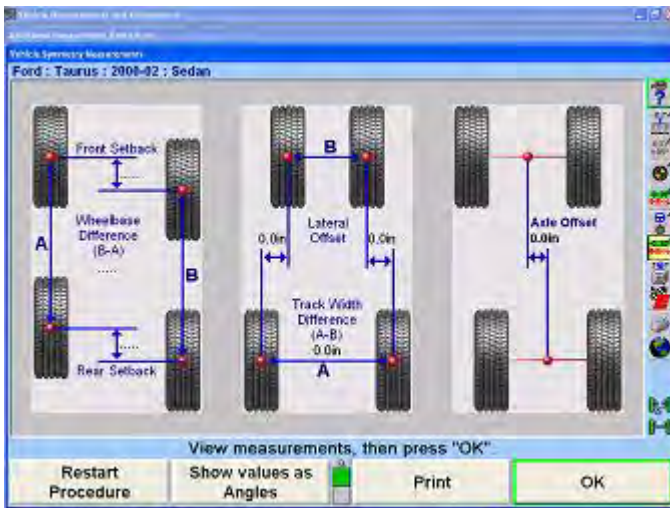 Vehicle Symmetry Measurements
Ford : Taurus : 2000-02 : Sedan
Front Setback
.....
Wheelbase
Difference
(B-A)
.....
A
B
.....
Rear Setback
B
Lateral
Offset
0.0in
0.0in
Track Width
Difference
(A-B)
0.0in
A
Axle Offset
0.0in
View measurements, then press "OK"
Restart
Procedure
Show values as
Angles
Print
OK